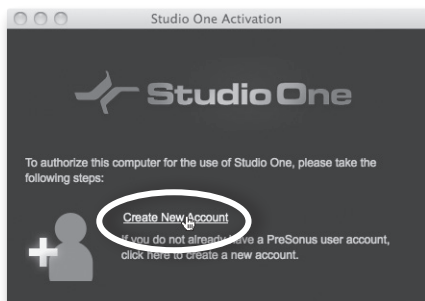 Studio One Activation
Studio One
To authorize this computer for the use of Studio One, please take the
following steps:
Create New Account
If you do not already have a PreSonus user account,
click here to create a new account.